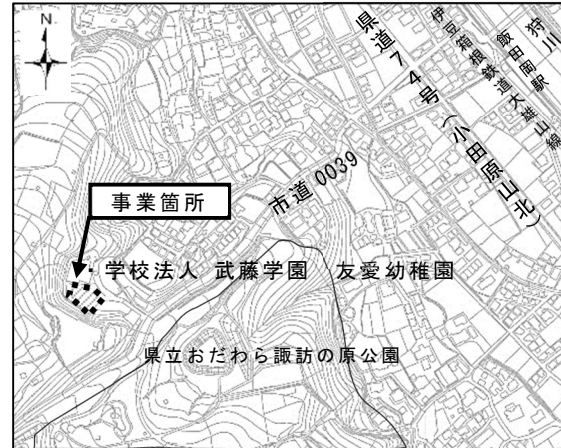 N
県道74号（小田原山北）
伊豆箱根鉄道大雄山線
飯田岡駅
狩川
市道0039
事業箇所
学校法人 武藤学園 友愛幼稚園
県立おだわら諏訪の原公園